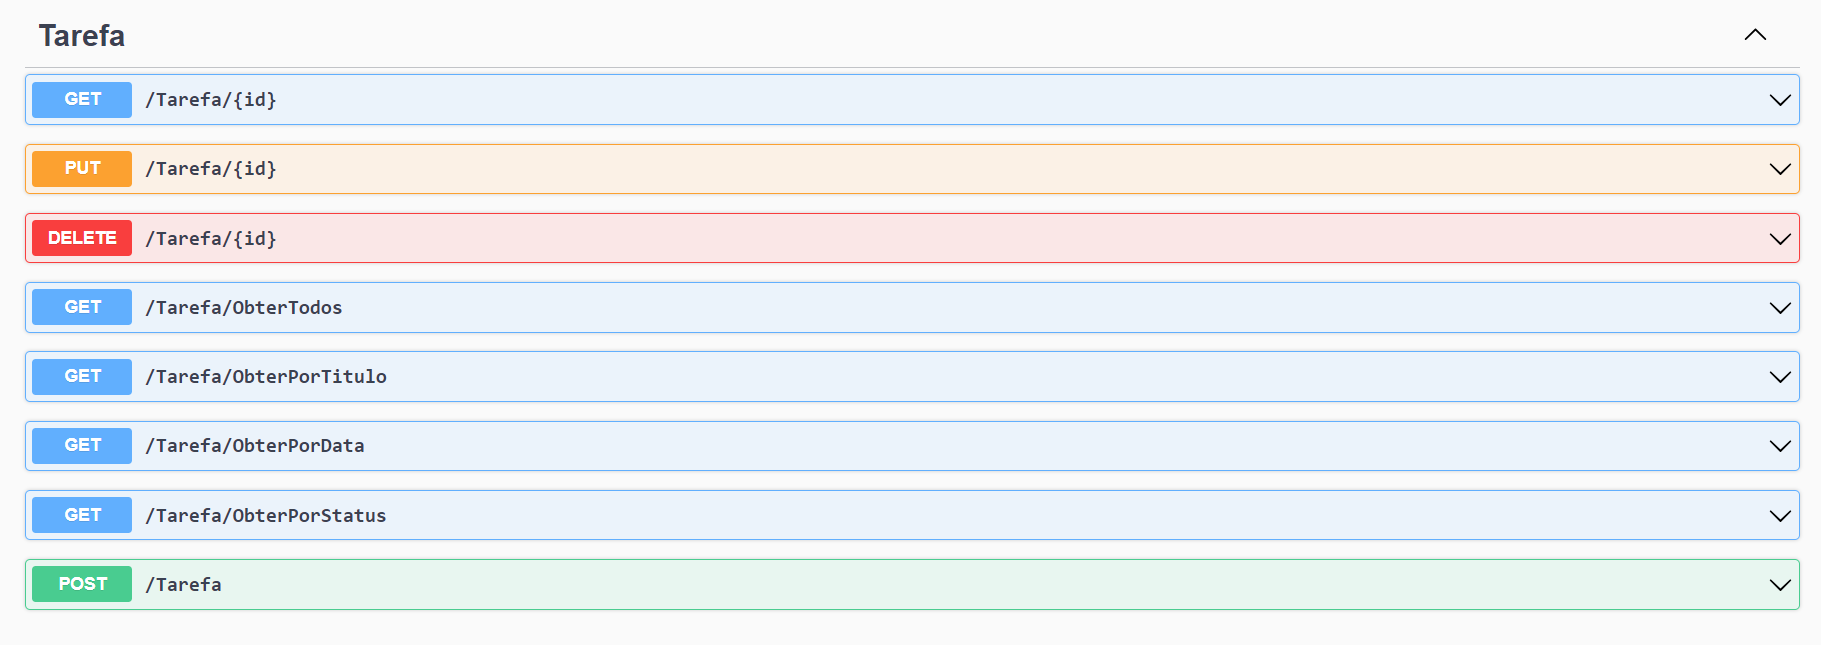 Tarefa
GET /Tarefa/{id}
PUT /Tarefa/{id}
DELETE /Tarefa/{id}
GET /Tarefa/ObterTodos
GET /Tarefa/ObterPorTitulo
GET /Tarefa/ObterPorData
GET /Tarefa/ObterPorStatus
POST /Tarefa